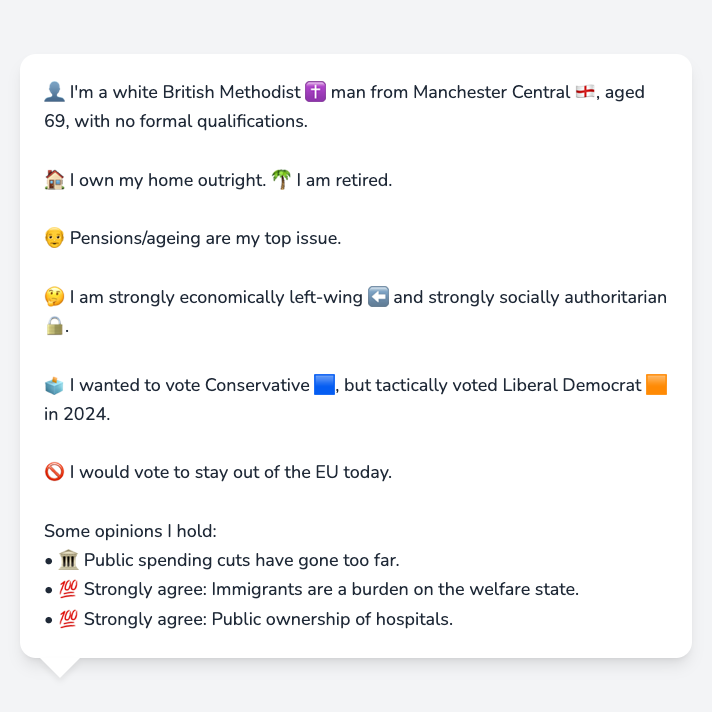 👤 I'm a white British Methodist ✝️ man from Manchester Central 🏴󠁧󠁢󠁥󠁮󠁧󠁿, aged
69, with no formal qualifications.
🏠 I own my home outright. 🌴 I am retired.
👴 Pensions/ageing are my top issue.
🤔 I am strongly economically left-wing ⬅️ and strongly socially authoritarian
🔒.
🗳️ I wanted to vote Conservative 🟦, but tactically voted Liberal Democrat 🟧
in 2024.
🚫 I would vote to stay out of the EU today.
Some opinions I hold:
• 🏛️ Public spending cuts have gone too far.
• 💯 Strongly agree: Immigrants are a burden on the welfare state.
• 💯 Strongly agree: Public ownership of hospitals.